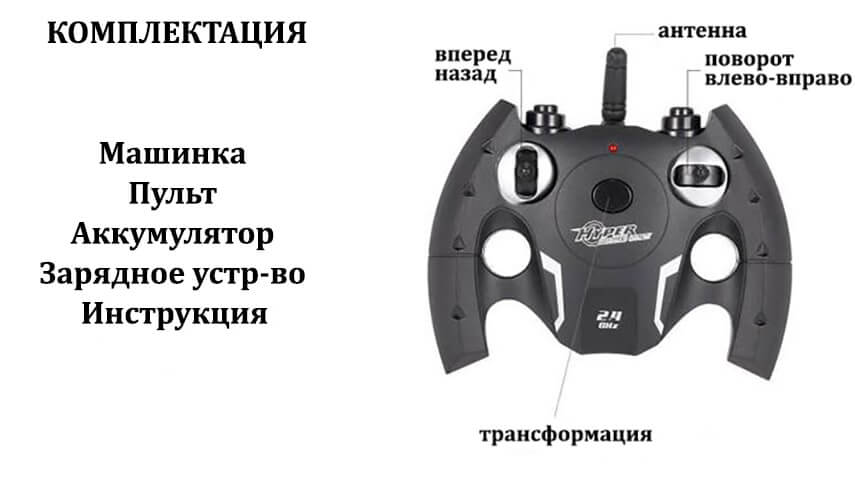 КОМПЛЕКТАЦИЯ
Машинка
Пульт
Аккумулятор
Зарядное устр-во
Инструкция
антенна
вперед
назад
поворот
влево-вправо
HYPER
2.4
GHz
трансформация